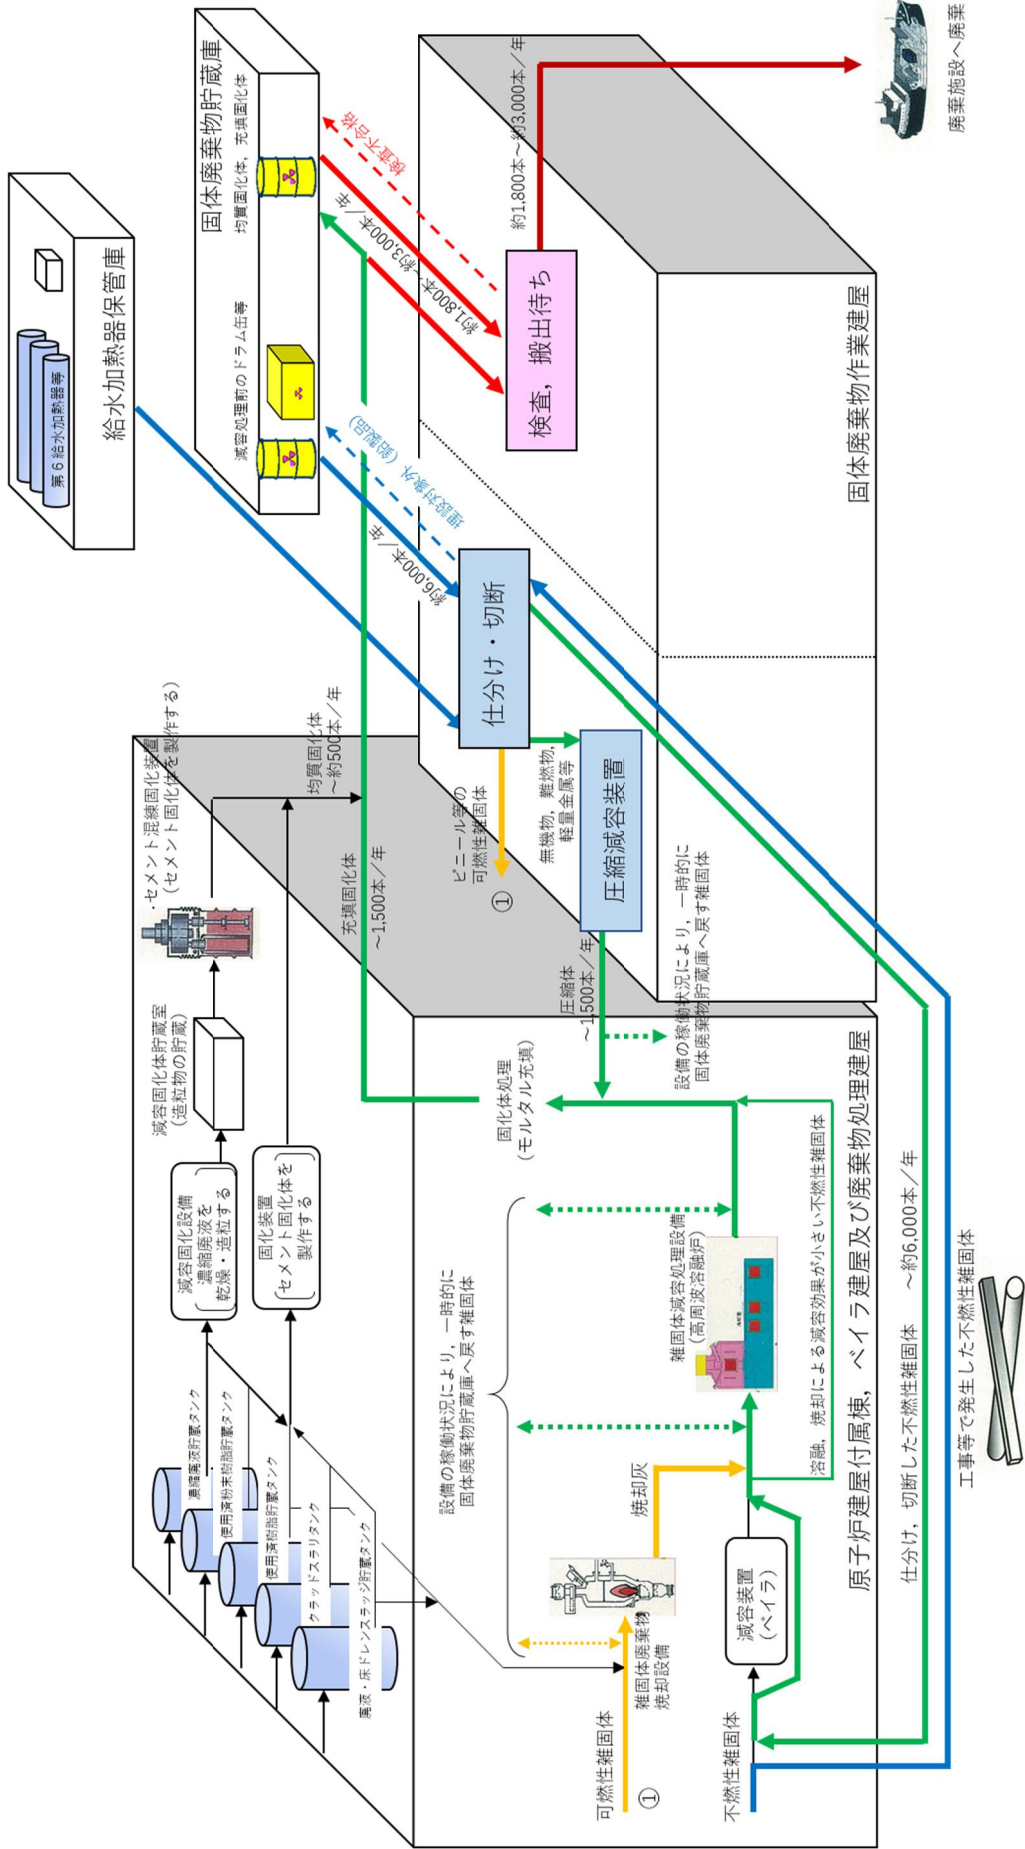 第６給水加熱器等
給水加熱器保管庫
固体廃棄物貯蔵庫
減容処理前のドラム缶等
均質固化体，充填固化体
・セメント混練固化装置
(セメント固化体を製作する)
減容固化体貯蔵室
(造粒物の貯蔵)
減容固化設備
濃縮廃液を
乾燥・造粒する
固化装置
セメント固化体を
製作する
濃縮廃液貯蔵タンク
使用済粉末樹脂貯蔵タンク
使用済樹脂貯蔵タンク
クラッドスラリタンク
廃液・床ドレンスラッジ貯蔵タンク
均質固化体
～約500本／年
充填固化体
～1,500本／年
約6,000本／年
埋設対象外（鉛製品）
約1,800本～約3,000本／年
検査不合格
約1,800本～約3,000本／年
仕分け・切断
検査，搬出待ち
ビニール等の
可燃性雑固体
①
無機物，難燃物，
軽量金属等
圧縮減容装置
圧縮体
～1,500本／年
設備の稼働状況により，一時的に
固体廃棄物貯蔵庫へ戻す雑固体
固化体処理
(モルタル充填)
設備の稼働状況により，一時的に
固体廃棄物貯蔵庫へ戻す雑固体
雑固体減容処理設備
(高周波溶融炉)
焼却灰
雑固体廃棄物
焼却設備
可燃性雑固体
①
減容装置
(ベイラ)
不燃性雑固体
溶融，焼却による減容効果が小さい不燃性雑固体
原子炉建屋付属棟，ベイラ建屋及び廃棄物処理建屋
固体廃棄物作業建屋
仕分け，切断した不燃性雑固体　～約6,000本／年
工事等で発生した不燃性雑固体
廃棄施設へ廃棄